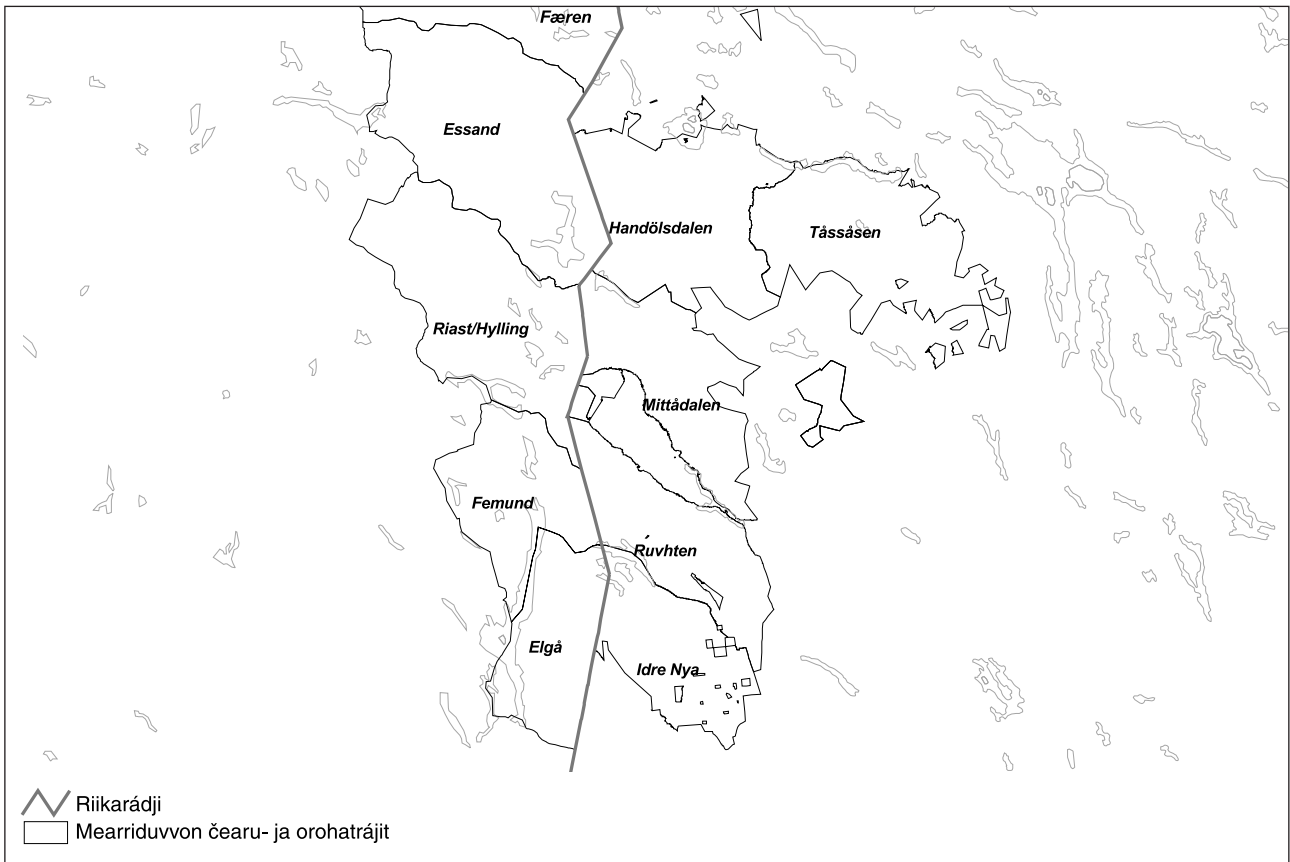 Færen
Essand
Handölsdalen
Tåssåsen
Riast/Hylling
Mittådalen
Femund
Ruvhten
Elgå
Idre Nya
Riikarádji
Mearriduvvon čearu- ja orohatrájit